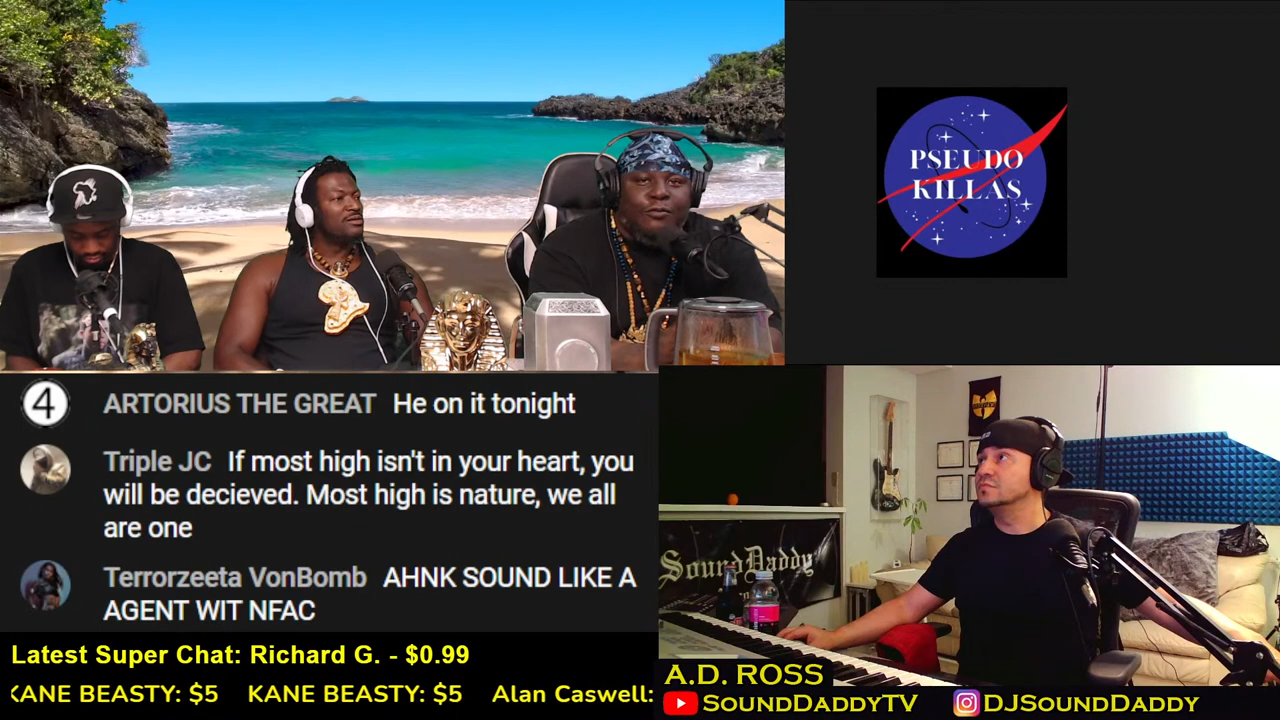 PSEUDO
KILLAS
4
ARTORIUS THE GREAT He on it tonight
Triple JC If most high isn't in your heart, you
will be decieved. Most high is nature, we all
are one
Terrorzeeta VonBomb AHNK SOUND LIKE A
AGENT WIT NFAC
SoundDaddy
Latest Super Chat: Richard G. - $0.99
KANE BEASTY: $5 KANE BEASTY: $5 Alan Caswell:
A.D. ROSS
SOUNDDADDYTV DJSOUNDDADDY